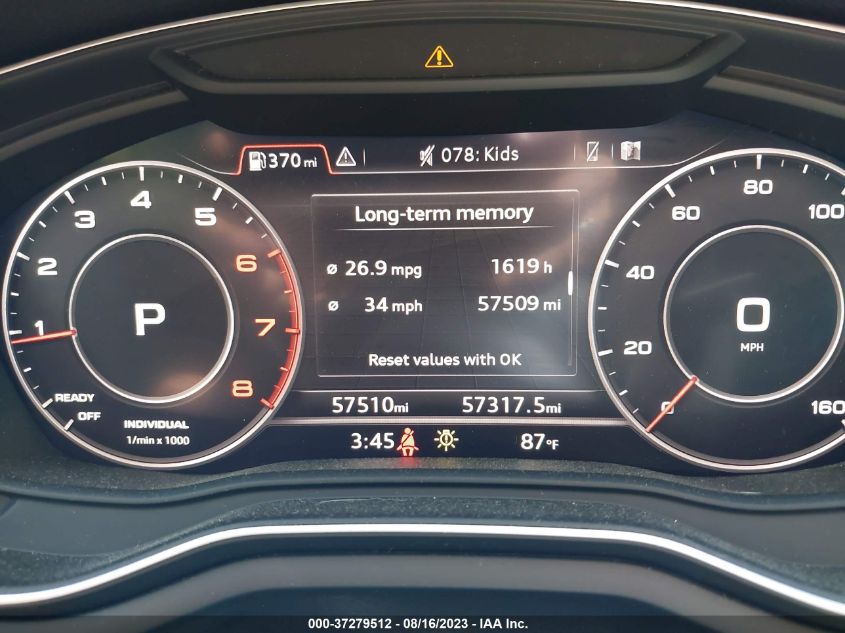 370 mi
078: Kids
Long-term memory
ø 26.9 mpg 1619 h
ø 34 mph 57509 mi
Reset values with OK
57510mi 57317.5mi
3:45 87°F
1 2 3 4 5 6 7 8
READY
OFF
P
INDIVIDUAL
1/min x 1000
0 20 40 60 80 100 160
0
MPH
000-37279512 - 08/16/2023 - IAA Inc.